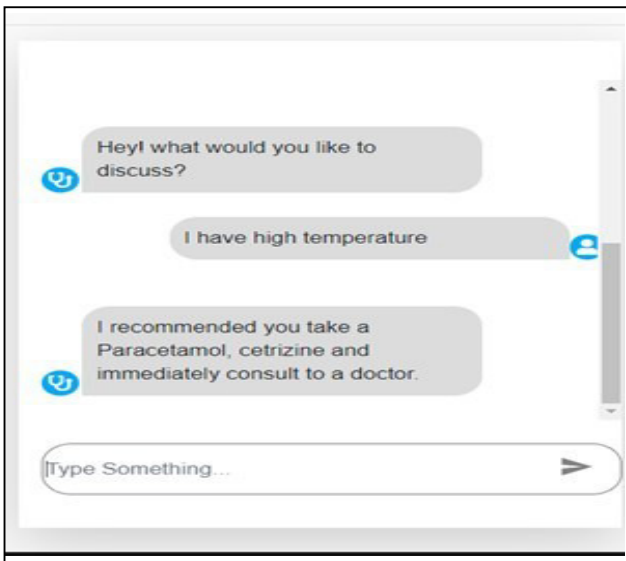 Hey! what would you like to
discuss?
I have high temperature
I recommended you take a
Paracetamol, cetrizine and
immediately consult to a doctor.
Type Something...